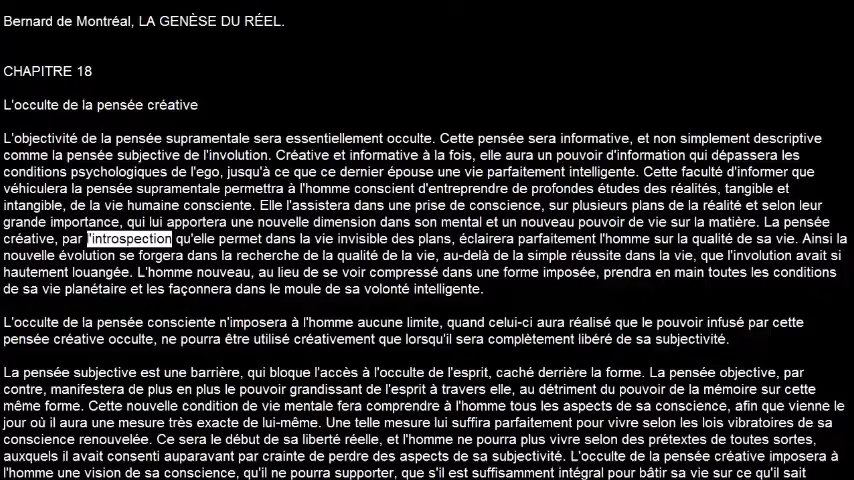 Bernard de Montréal, LA GENÈSE DU RÉEL.
CHAPITRE 18
L'occulte de la pensée créative
L'objectivité de la pensée supramentale sera essentiellement occulte. Cette pensée sera informative, et non simplement descriptive
comme la pensée subjective de l'involution. Créative et informative à la fois, elle aura un pouvoir d'information qui dépassera les
conditions psychologiques de l'ego, jusqu'à ce que ce dernier épouse une vie parfaitement intelligente. Cette faculté d'informer que
véhiculera la pensée supramentale permettra à l'homme conscient d'entreprendre de profondes études des réalités, tangible et
intangible, de la vie humaine consciente. Elle l'assistera dans une prise de conscience, sur plusieurs plans de la réalité et selon leur
grande importance, qui lui apportera une nouvelle dimension dans son mental et un nouveau pouvoir de vie sur la matière. La pensée
créative, par l'introspection qu'elle permet dans la vie invisible des plans, éclairera parfaitement l'homme sur la qualité de sa vie. Ainsi la
nouvelle évolution se forgera dans la recherche de la qualité de la vie, au-delà de la simple réussite dans la vie, que l'involution avait si
hautement louangée. L'homme nouveau, au lieu de se voir compressé dans une forme imposée, prendra en main toutes les conditions
de sa vie planétaire et les façonnera dans le moule de sa volonté intelligente.
L'occulte de la pensée consciente n'imposera à l'homme aucune limite, quand celui-ci aura réalisé que le pouvoir infusé par cette
pensée créative occulte, ne pourra être utilisé créativement que lorsqu'il sera complètement libéré de sa subjectivité.
La pensée subjective est une barrière, qui bloque l'accès à l'occulte de l'esprit, caché derrière la forme. La pensée objective, par
contre, manifestera de plus en plus le pouvoir grandissant de l'esprit à travers elle, au détriment du pouvoir de la mémoire sur cette
même forme. Cette nouvelle condition de vie mentale fera comprendre à l'homme tous les aspects de sa conscience, afin que vienne le
jour où il aura une mesure très exacte de lui-même. Une telle mesure lui suffira parfaitement pour vivre selon les lois vibratoires de sa
conscience renouvelée. Ce sera le début de sa liberté réelle, et l'homme ne pourra plus vivre selon des prétextes de toutes sortes,
auxquels il avait consenti auparavant par crainte de perdre des aspects de sa subjectivité. L'occulte de la pensée créative imposera à
l'homme une vision de sa conscience, qu'il ne pourra supporter, que s'il est suffisamment intégral pour bâtir sa vie sur ce qu'il sait